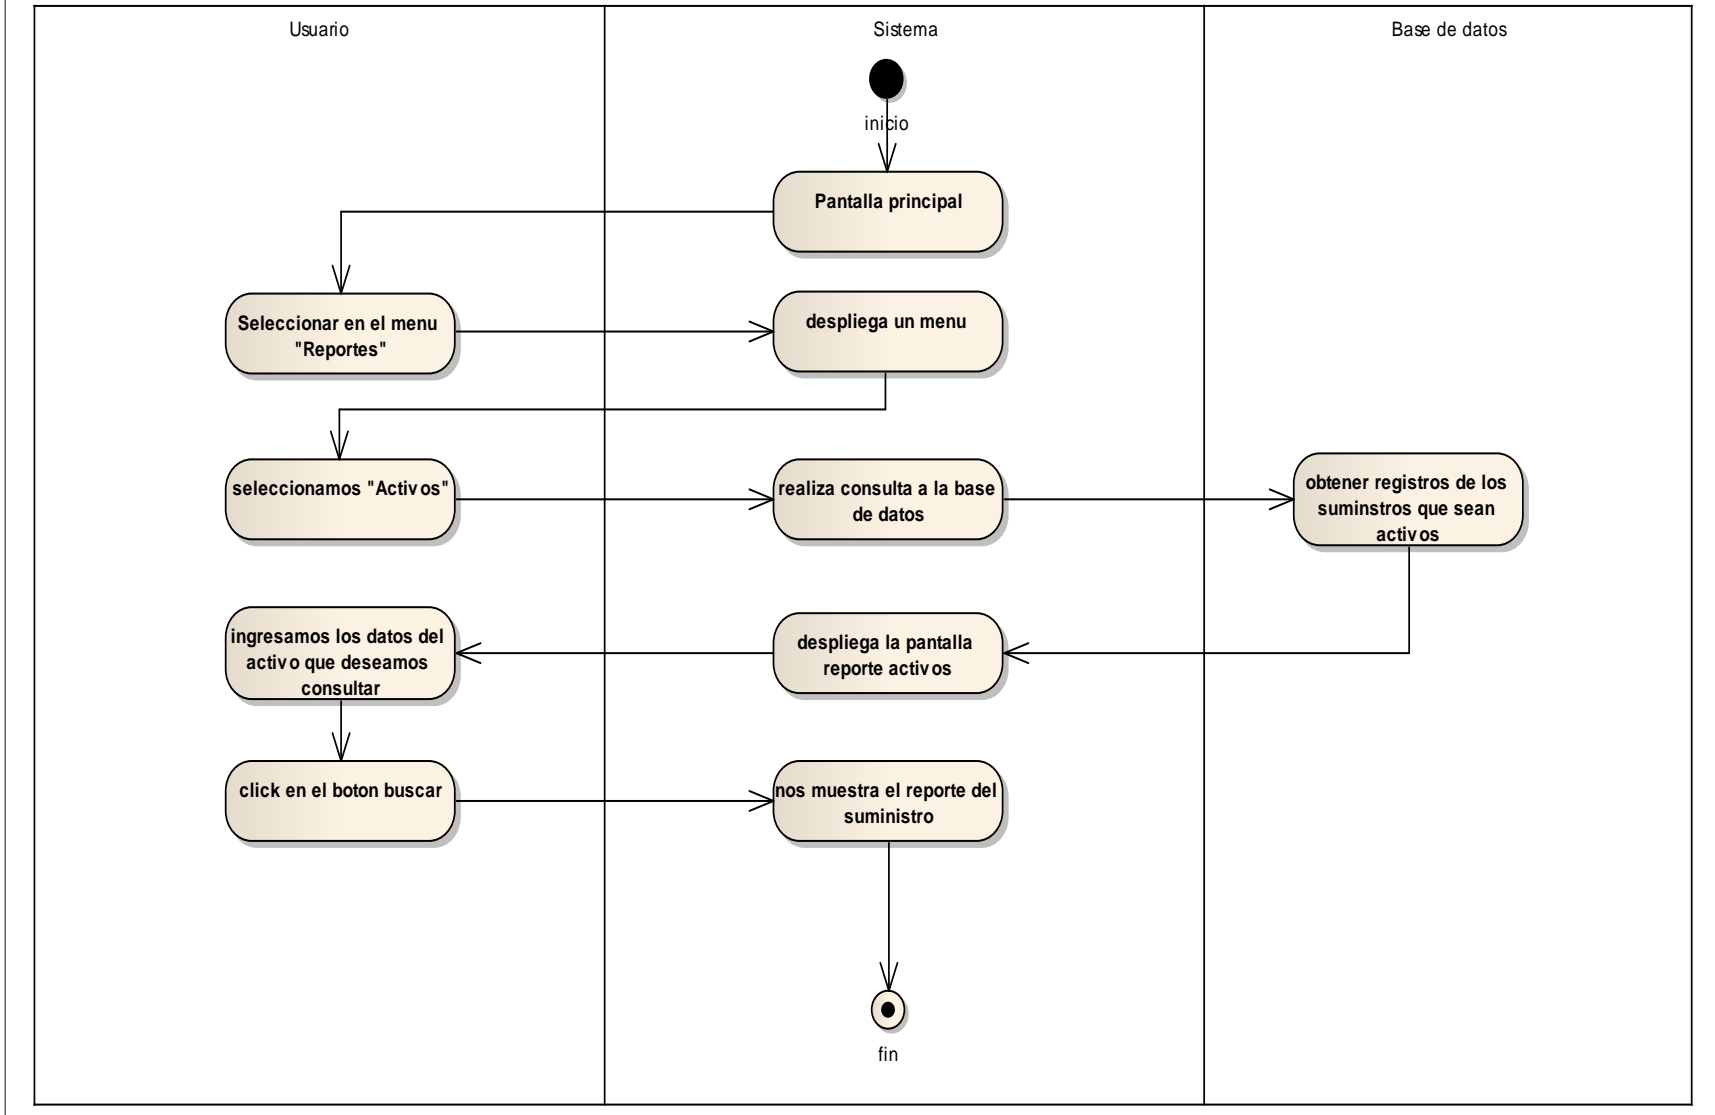 Usuario
Sistema
Base de datos
inicio
Pantalla principal
Seleccionar en el menu
"Reportes"
despliega un menu
seleccionamos "Activos"
realiza consulta a la base
de datos
obtener registros de los
suminstros que sean
activos
ingresamos los datos del
activo que deseamos
consultar
despliega la pantalla
reporte activos
click en el boton buscar
nos muestra el reporte del
suministro
fin